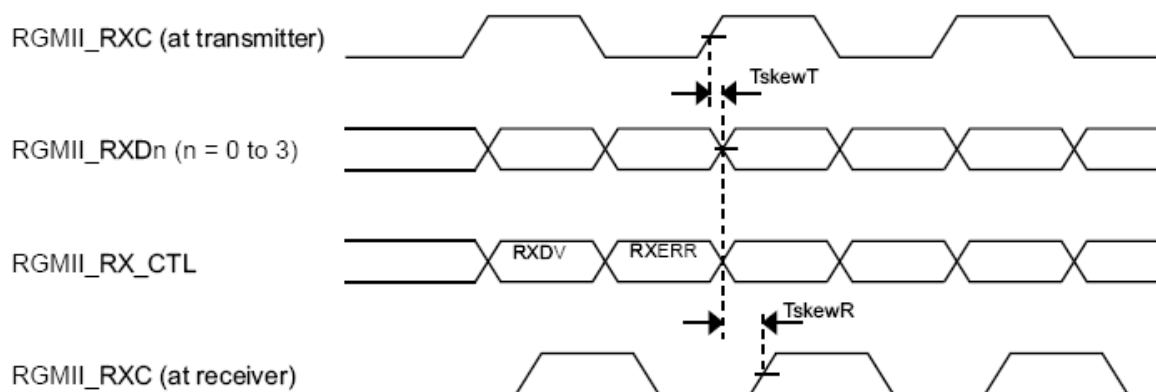 RGMII_RXC (at transmitter)
TskewT
RGMII_RXDn (n = 0 to 3)
RGMII_RX_CTL
RXDV
RXERR
TskewR
RGMII_RXC (at receiver)